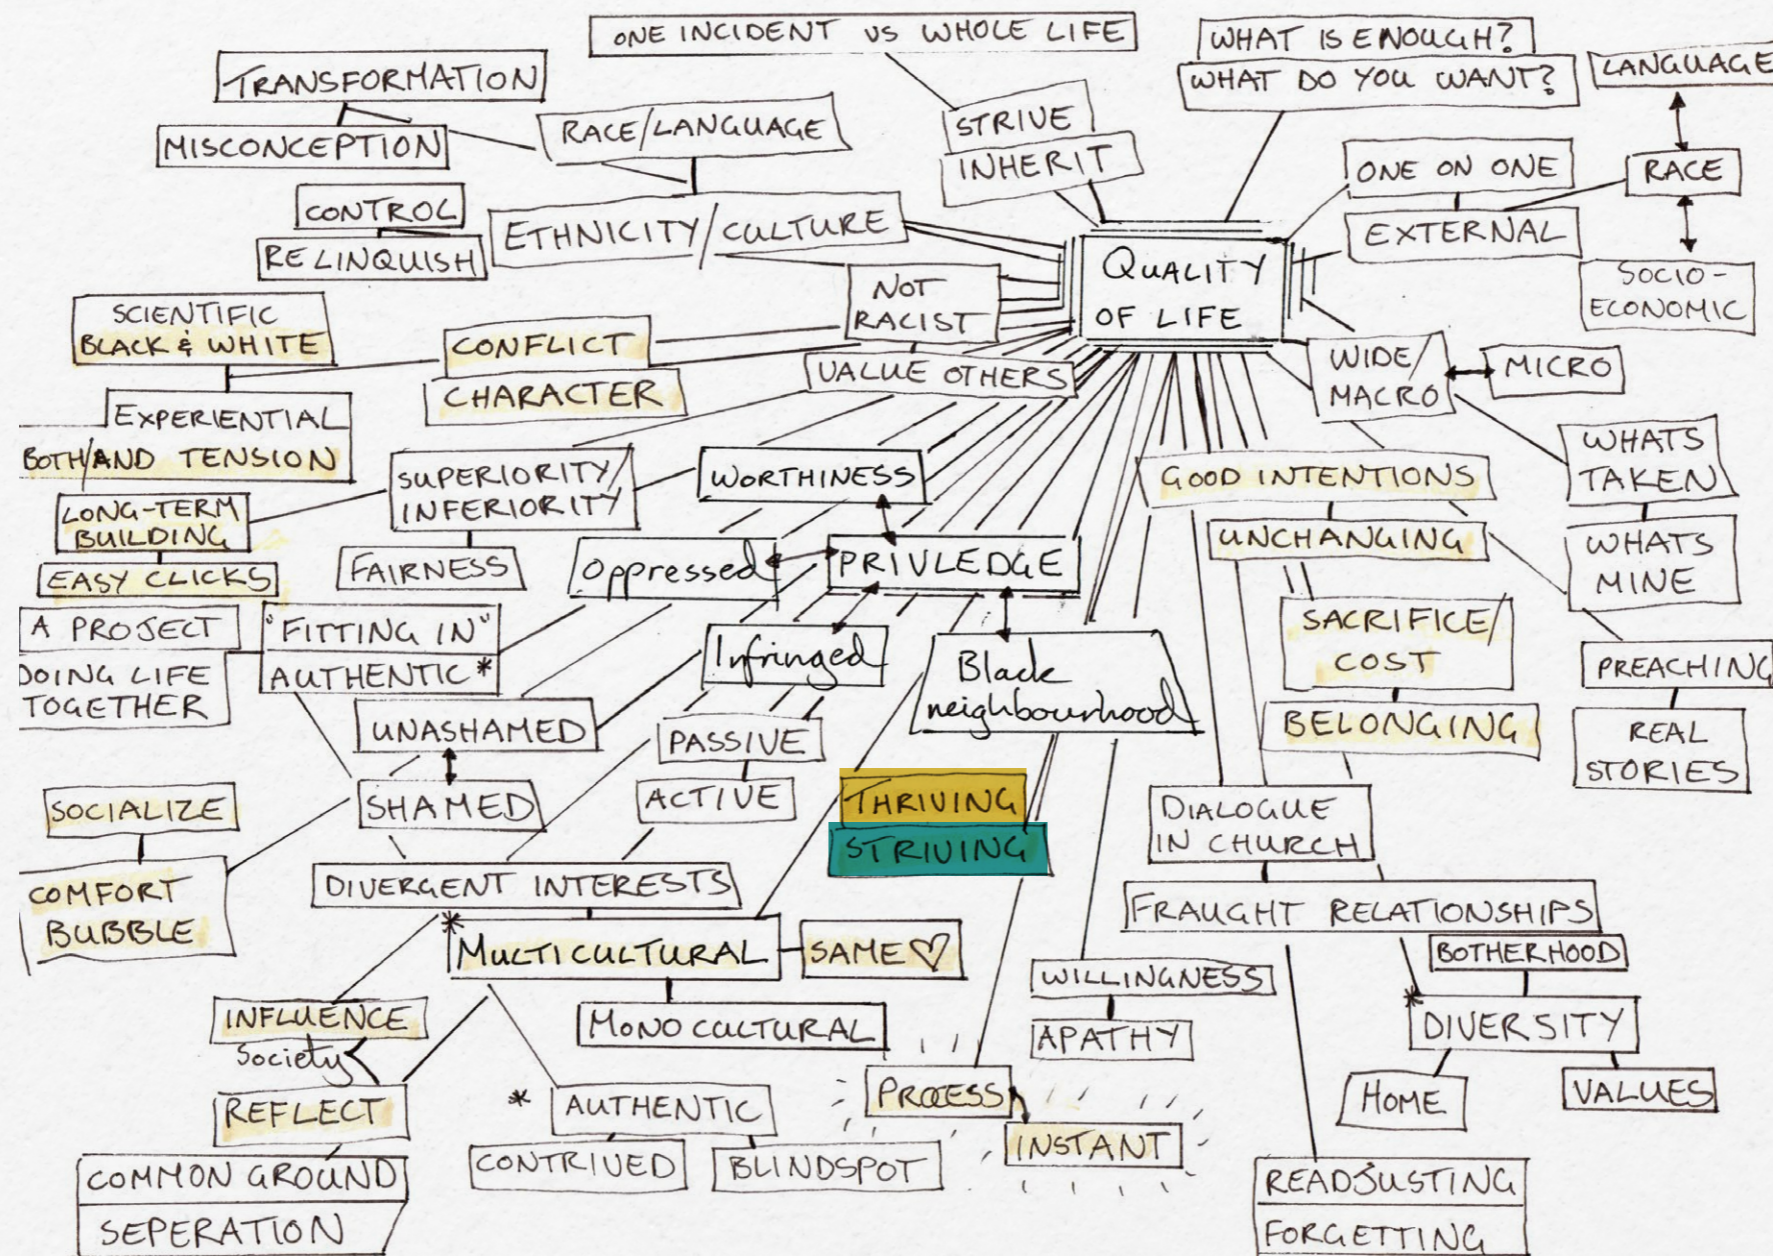 ONE INCIDENT VS WHOLE LIFE
WHAT IS ENOUGH?
WHAT DO YOU WANT?
LANGUAGE
TRANSFORMATION
MISCONCEPTION
RACE/LANGUAGE
STRIVE
INHERIT
ONE ON ONE
EXTERNAL
RACE
SOCIO-
ECONOMIC
CONTROL
RELINQUISH
ETHNICITY/CULTURE
QUALITY
OF LIFE
NOT
RACIST
VALUE OTHERS
SCIENTIFIC
BLACK & WHITE
EXPERIENTIAL
BOTH/AND TENSION
CONFLICT
CHARACTER
WIDE/
MACRO
MICRO
WHATS
TAKEN
WHATS
MINE
SUPERIORITY/
INFERIORITY
FAIRNESS
WORTHINESS
GOOD INTENTIONS
UNCHANGING
LONG-TERM
BUILDING
EASY CLICKS
Oppressed
PRIVLEDGE
A PROJECT
DOING LIFE
TOGETHER
"FITTING IN"
AUTHENTIC *
Infringed
Black
neighbourhood
SACRIFICE/
COST
BELONGING
PREACHING
REAL
STORIES
UNASHAMED
SHAMED
PASSIVE
ACTIVE
THRIVING
STRIVING
DIALOGUE
IN CHURCH
FRAUGHT RELATIONSHIPS
SOCIALIZE
COMFORT
BUBBLE
DIVERGENT INTERESTS
* MULTICULTURAL
SAME ♡
MONOCULTURAL
WILLINGNESS
APATHY
BOTHERHOOD
* DIVERSITY
HOME
VALUES
INFLUENCE
Society
REFLECT
COMMON GROUND
SEPERATION
* AUTHENTIC
CONTRIVED
BLINDSPOT
PROCESS
INSTANT
READJUSTING
FORGETTING